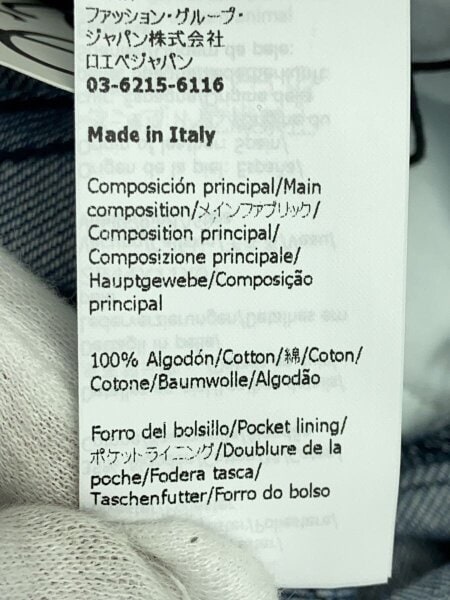 ファッション・グループ・
ジャパン株式会社
ロエベジャパン
03-6215-6116
Made in Italy
Composición principal/Main
composition/メインファブリック/
Composition principal/
Composizione principale/
Hauptgewebe/Composição
principal
100% Algodón/Cotton/綿/Coton/
Cotone/Baumwolle/Algodão
Forro del bolsillo/Pocket lining/
ポケットライニング/Doublure de la
poche/Fodera tasca/
Taschenfutter/Forro do bolso